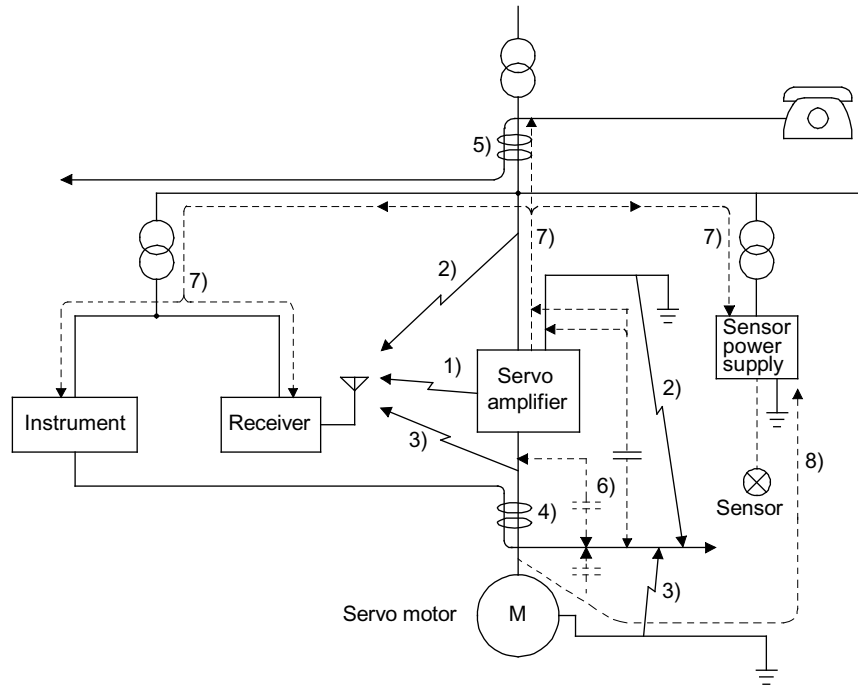 5)
7)
7)
7)
2)
Sensor
power
supply
1)
Servo
amplifier
2)
Instrument
Receiver
3)
8)
6)
4)
Sensor
3)
Servo motor
M